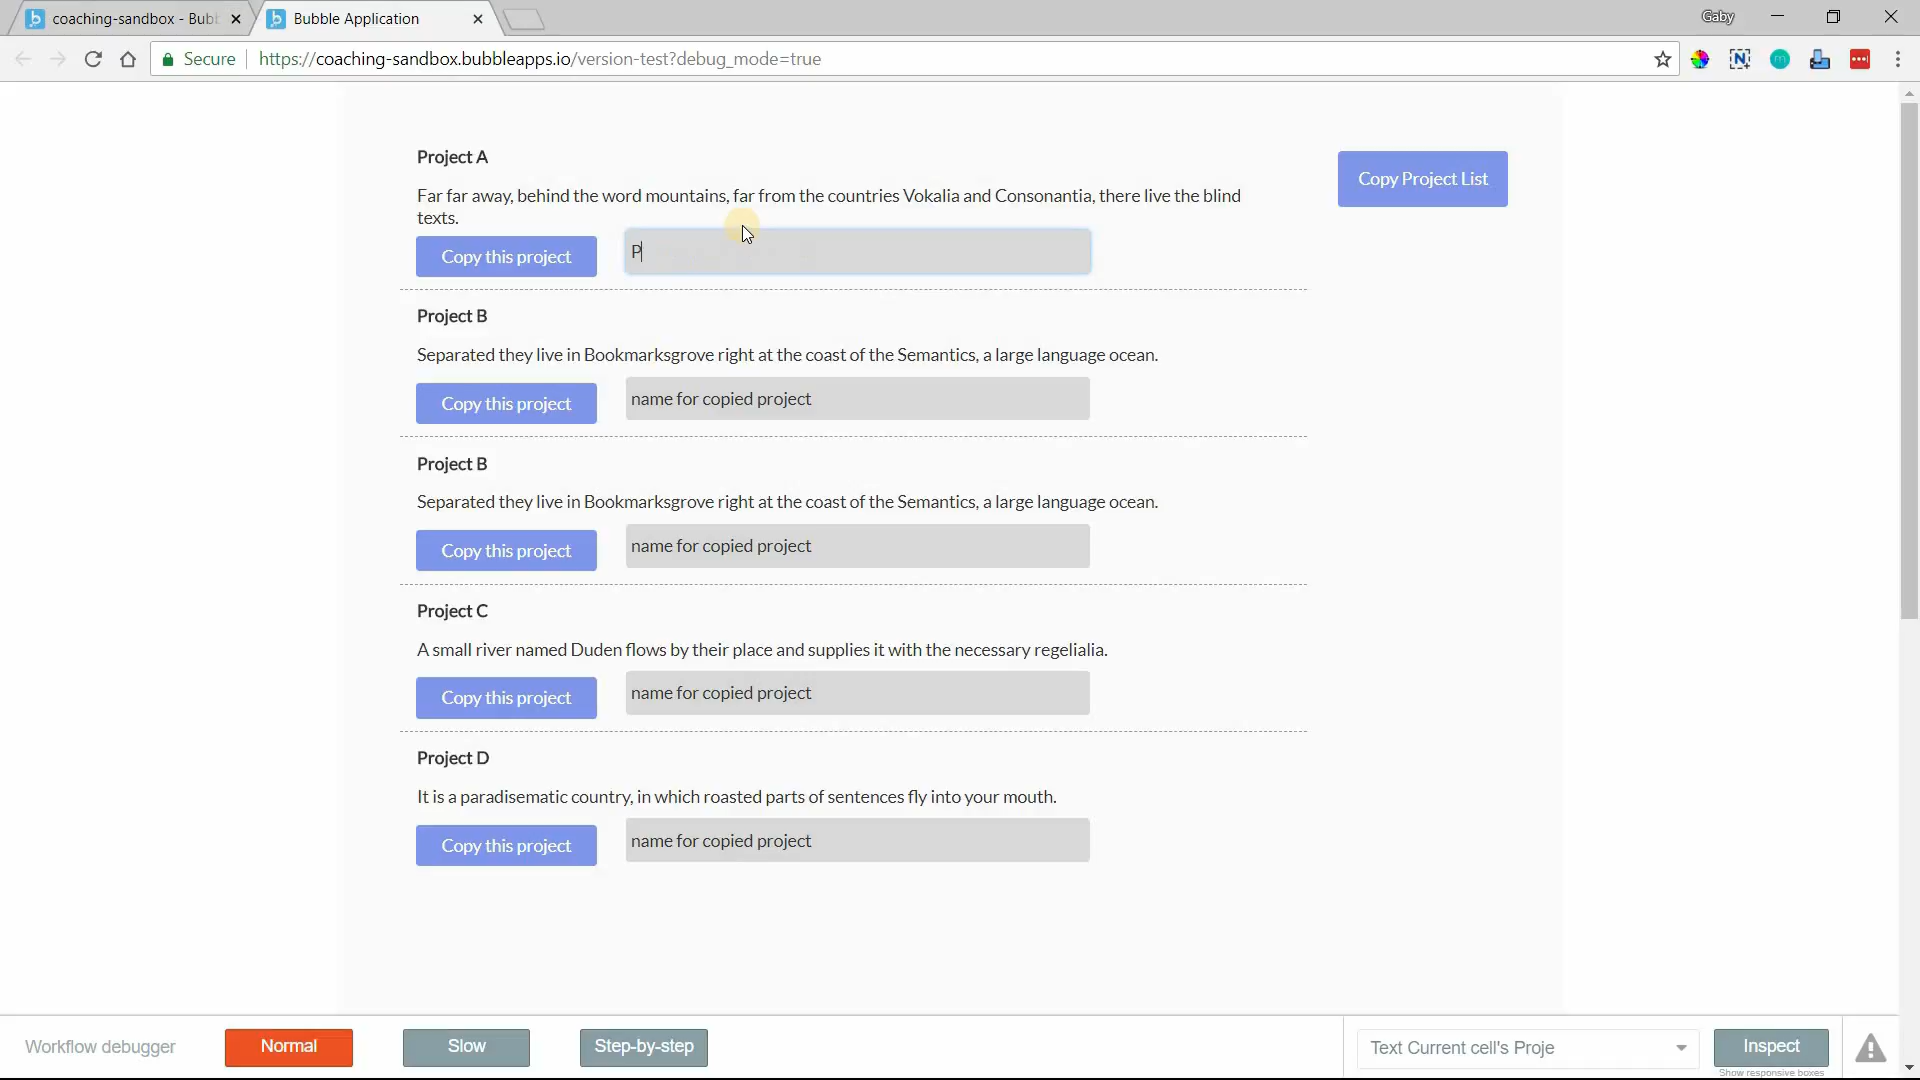 coaching-sandbox - Bubb
Bubble Application
Gaby
Secure
https://coaching-sandbox.bubbleapps.io/version-test?debug_mode=true
Project A
Copy Project List
Far far away, behind the word mountains, far from the countries Vokalia and Consonantia, there live the blind
texts.
Copy this project
P
Project B
Separated they live in Bookmarksgrove right at the coast of the Semantics, a large language ocean.
Copy this project
name for copied project
Project B
Separated they live in Bookmarksgrove right at the coast of the Semantics, a large language ocean.
Copy this project
name for copied project
Project C
A small river named Duden flows by their place and supplies it with the necessary regelialia.
Copy this project
name for copied project
Project D
It is a paradisematic country, in which roasted parts of sentences fly into your mouth.
Copy this project
name for copied project
Workflow debugger
Normal
Slow
Step-by-step
Text Current cell's Proje
Inspect
Show responsive boxes